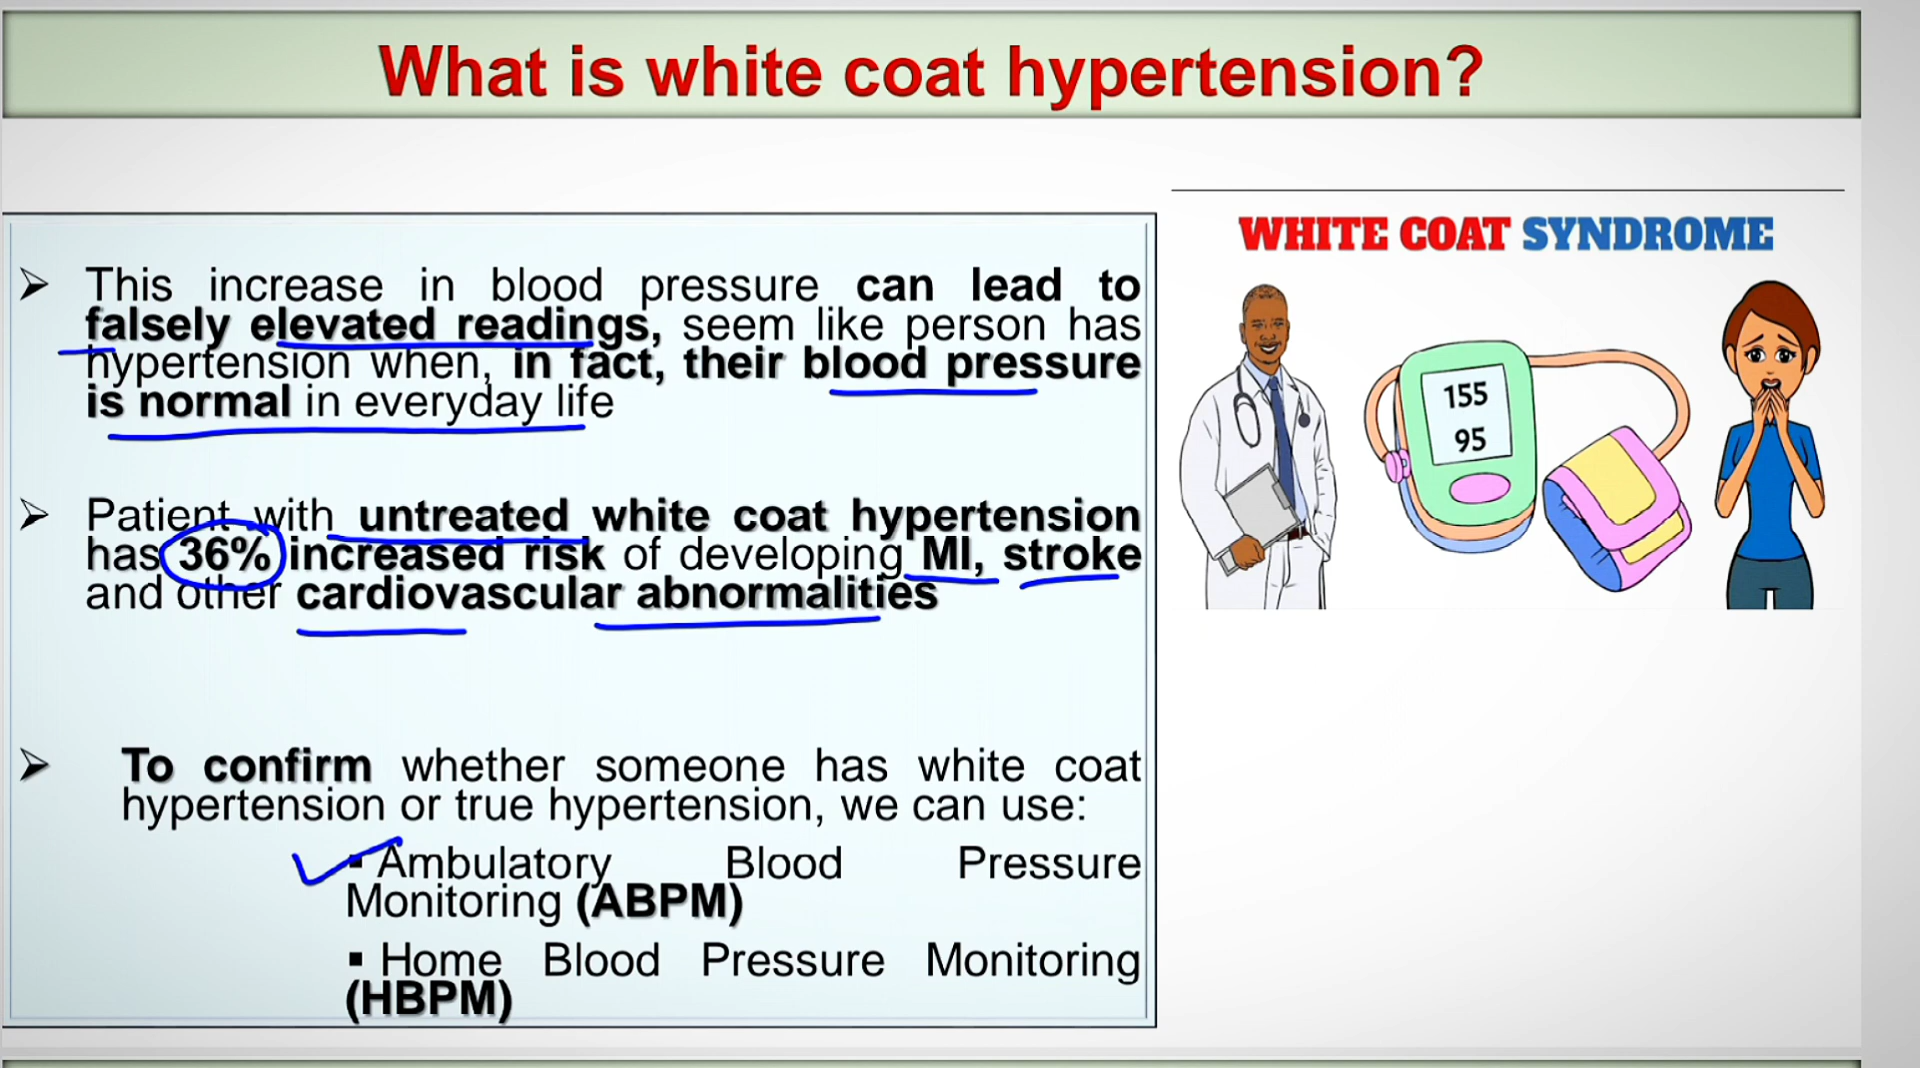 What is white coat hypertension?
WHITE COAT SYNDROME
155
95
➢ This increase in blood pressure can lead to
falsely elevated readings, seem like person has
hypertension when, in fact, their blood pressure
is normal in everyday life
➢ Patient with untreated white coat hypertension
has 36% increased risk of developing MI, stroke
and other cardiovascular abnormalities
➢ To confirm whether someone has white coat
hypertension or true hypertension, we can use:
▪ Ambulatory Blood Pressure
Monitoring (ABPM)
▪ Home Blood Pressure Monitoring
(HBPM)